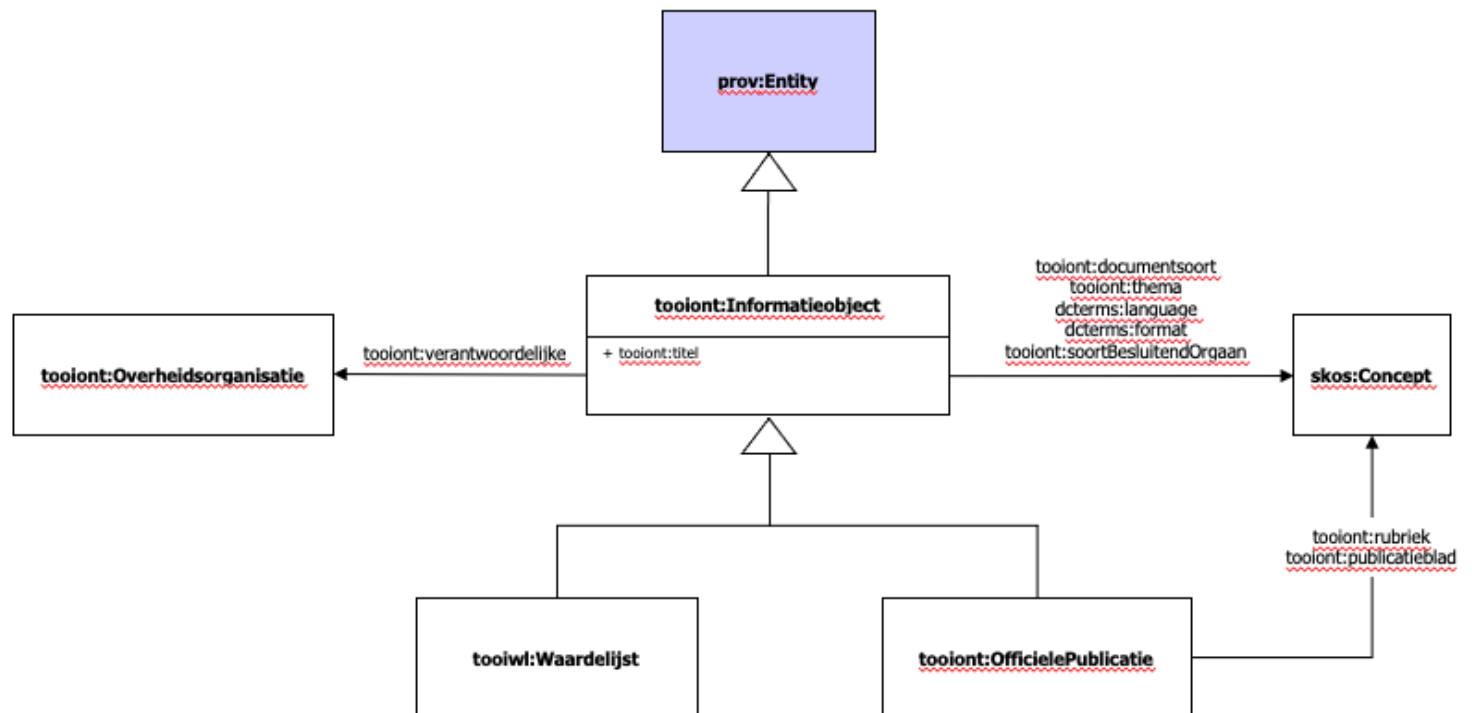 prov:Entity
tooiont:Informatieobject
+ tooiont:titel
tooiont:verantwoordelijke
tooiont:Overheidsorganisatie
tooiont:documentsoort
tooiont:thema
dcterms:language
dcterms:format
tooiont:soortBesluitendOrgaan
skos:Concept
tooiont:rubriek
tooiont:publicatieblad
tooiwl:Waardelijst
tooiont:OfficielePublicatie